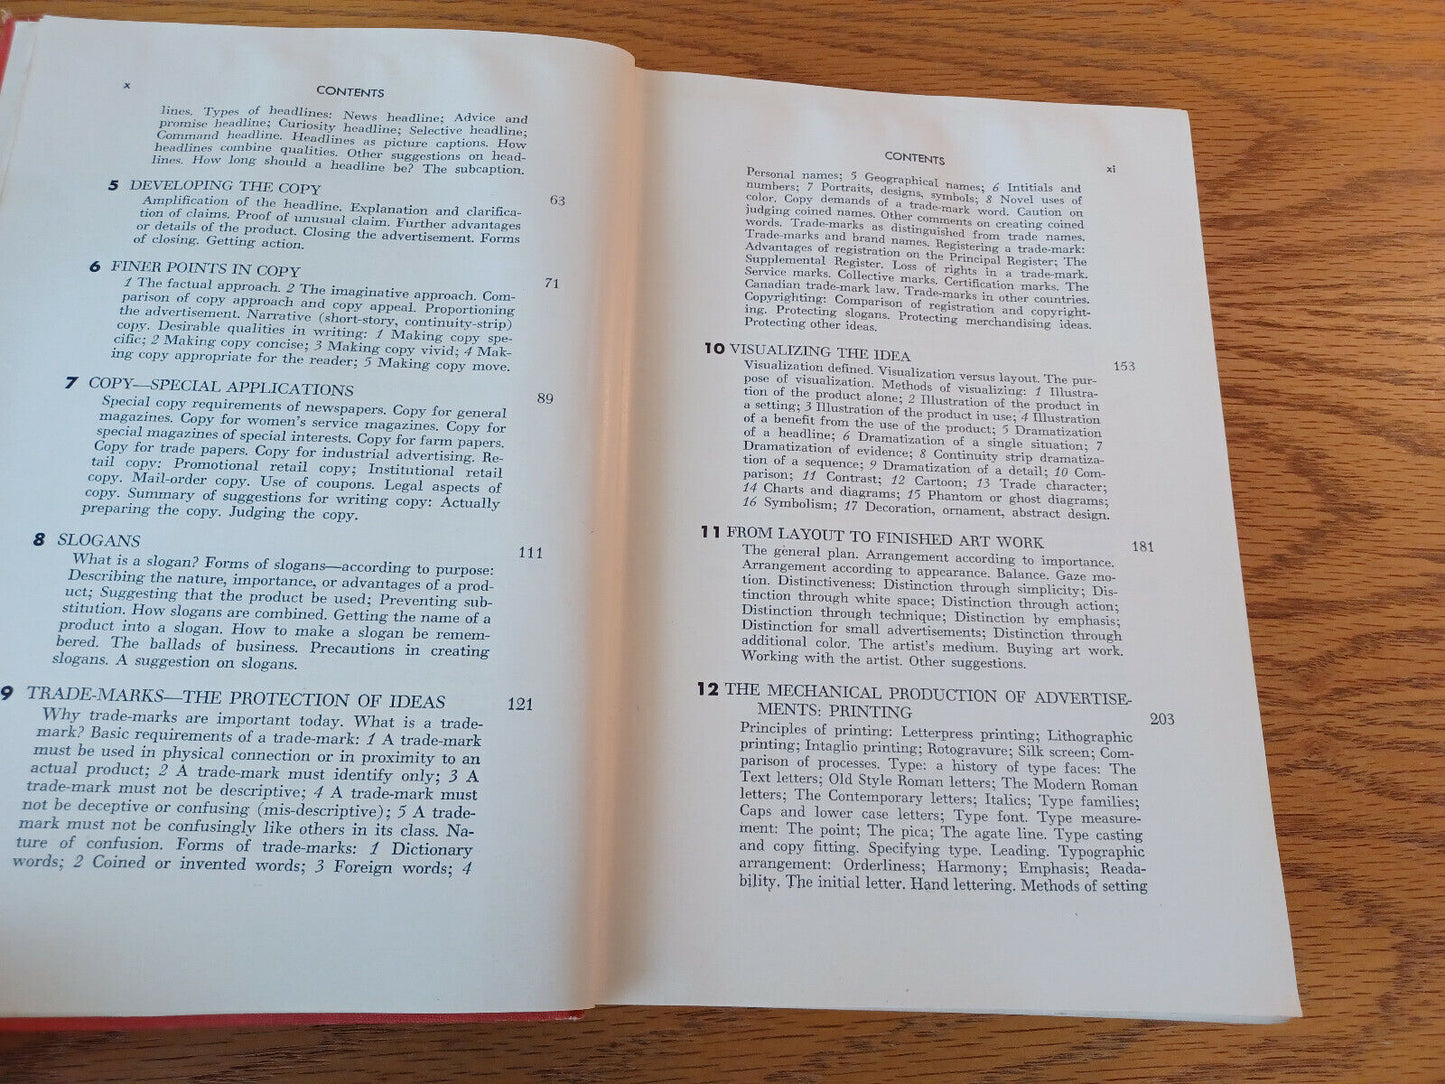 x
CONTENTS
lines. Types of headlines: News headline; Advice and
promise headline; Curiosity headline; Selective headline;
Command headline. Headlines as picture captions. How
headlines combine qualities. Other suggestions on head-
lines. How long should a headline be? The subcaption.
5 DEVELOPING THE COPY 63
Amplification of the headline. Explanation and clarifica-
tion of claims. Proof of unusual claim. Further advantages
or details of the product. Closing the advertisement. Forms
of closing. Getting action.
6 FINER POINTS IN COPY 71
1 The factual approach. 2 The imaginative approach. Com-
parison of copy approach and copy appeal. Proportioning
the advertisement. Narrative (short-story, continuity-strip)
copy. Desirable qualities in writing: 1 Making copy spe-
cific; 2 Making copy concise; 3 Making copy vivid; 4 Mak-
ing copy appropriate for the reader; 5 Making copy move.
7 COPY—SPECIAL APPLICATIONS 89
Special copy requirements of newspapers. Copy for general
magazines. Copy for women's service magazines. Copy for
special magazines of special interests. Copy for farm papers.
Copy for trade papers. Copy for industrial advertising. Re-
tail copy: Promotional retail copy; Institutional retail
copy. Mail-order copy. Use of coupons. Legal aspects of
copy. Summary of suggestions for writing copy: Actually
preparing the copy. Judging the copy.
8 SLOGANS 111
What is a slogan? Forms of slogans—according to purpose:
Describing the nature, importance, or advantages of a prod-
uct; Suggesting that the product be used; Preventing sub-
stitution. How slogans are combined. Getting the name of a
product into a slogan. How to make a slogan be remem-
bered. The ballads of business. Precautions in creating
slogans. A suggestion on slogans.
9 TRADE-MARKS—THE PROTECTION OF IDEAS 121
Why trade-marks are important today. What is a trade-
mark? Basic requirements of a trade-mark: 1 A trade-mark
must be used in physical connection or in proximity to an
actual product; 2 A trade-mark must identify only; 3 A
trade-mark must not be descriptive; 4 A trade-mark must
not be deceptive or confusing (mis-descriptive); 5 A trade-
mark must not be confusingly like others in its class. Na-
ture of confusion. Forms of trade-marks: 1 Dictionary
words; 2 Coined or invented words; 3 Foreign words; 4
CONTENTS
xi
Personal names; 5 Geographical names; 6 Intitials and
numbers; 7 Portraits, designs, symbols; 8 Novel uses of
color. Copy demands of a trade-mark word. Caution on
judging coined names. Other comments on creating coined
words. Trade-marks as distinguished from trade names.
Trade-marks and brand names. Registering a trade-mark:
Advantages of registration on the Principal Register; The
Supplemental Register. Loss of rights in a trade-mark.
Service marks. Collective marks. Certification marks. The
Canadian trade-mark law. Trade-marks in other countries.
Copyrighting: Comparison of registration and copyright-
ing. Protecting slogans. Protecting merchandising ideas.
Protecting other ideas.
10 VISUALIZING THE IDEA 153
Visualization defined. Visualization versus layout. The pur-
pose of visualization. Methods of visualizing: 1 Illustra-
tion of the product alone; 2 Illustration of the product in
a setting; 3 Illustration of the product in use; 4 Illustration
of a benefit from the use of the product; 5 Dramatization
of a headline; 6 Dramatization of a single situation; 7
Dramatization of evidence; 8 Continuity strip dramatiza-
tion of a sequence; 9 Dramatization of a detail; 10 Com-
parison; 11 Contrast; 12 Cartoon; 13 Trade character;
14 Charts and diagrams; 15 Phantom or ghost diagrams;
16 Symbolism; 17 Decoration, ornament, abstract design.
11 FROM LAYOUT TO FINISHED ART WORK 181
The general plan. Arrangement according to importance.
Arrangement according to appearance. Balance. Gaze mo-
tion. Distinctiveness: Distinction through simplicity; Dis-
tinction through white space; Distinction through action;
Distinction through technique; Distinction by emphasis;
Distinction for small advertisements; Distinction through
additional color. The artist's medium. Buying art work.
Working with the artist. Other suggestions.
12 THE MECHANICAL PRODUCTION OF ADVERTISE-
MENTS: PRINTING 203
Principles of printing: Letterpress printing; Lithographic
printing; Intaglio printing; Rotogravure; Silk screen; Com-
parison of processes. Type: a history of type faces: The
Text letters; Old Style Roman letters; The Modern Roman
letters; The Contemporary letters; Italics; Type families;
Caps and lower case letters; Type font. Type measure-
ment: The point; The pica; The agate line. Type casting
and copy fitting. Specifying type. Leading. Typographic
arrangement: Orderliness; Harmony; Emphasis; Reada-
bility. The initial letter. Hand lettering. Methods of setting